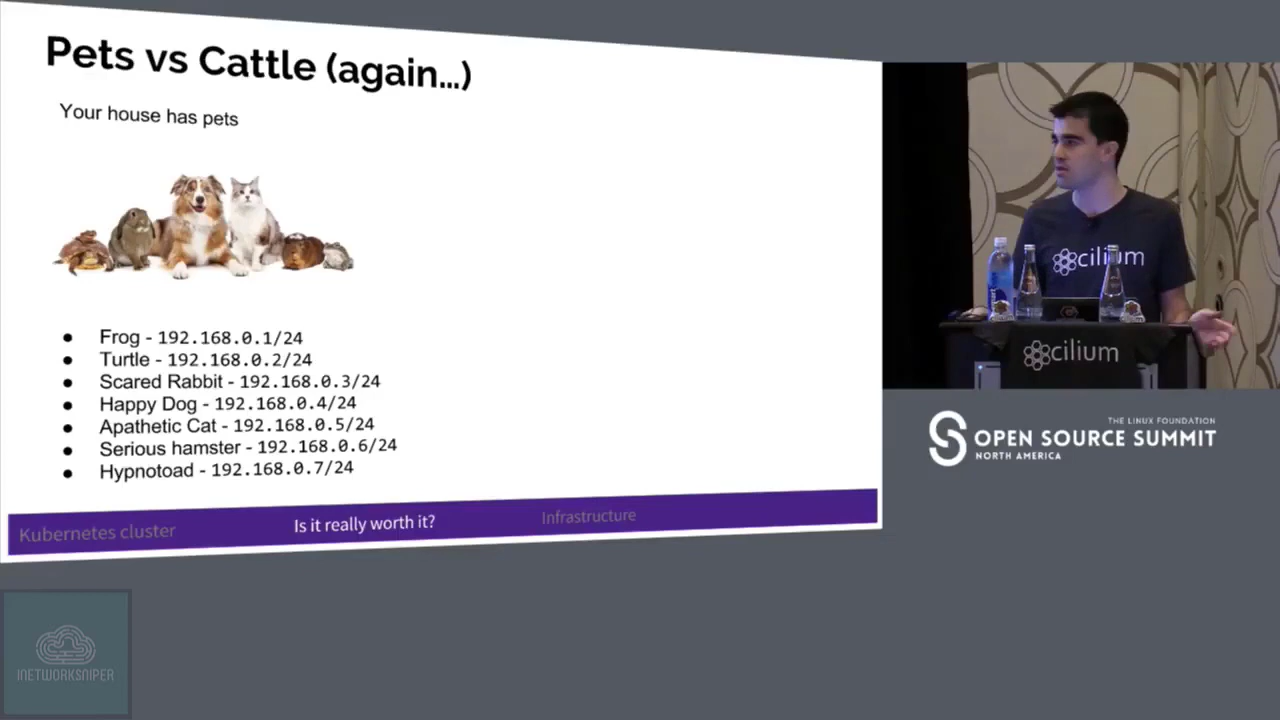 Pets vs Cattle (again...)
Your house has pets
● Frog - 192.168.0.1/24
● Turtle - 192.168.0.2/24
● Scared Rabbit - 192.168.0.3/24
● Happy Dog - 192.168.0.4/24
● Apathetic Cat - 192.168.0.5/24
● Serious hamster - 192.168.0.6/24
● Hypnotoad - 192.168.0.7/24
Kubernetes cluster
Is it really worth it?
Infrastructure
cilium
smart
cilium
THE LINUX FOUNDATION
OPEN SOURCE SUMMIT
NORTH AMERICA
INETWORKSNIPER